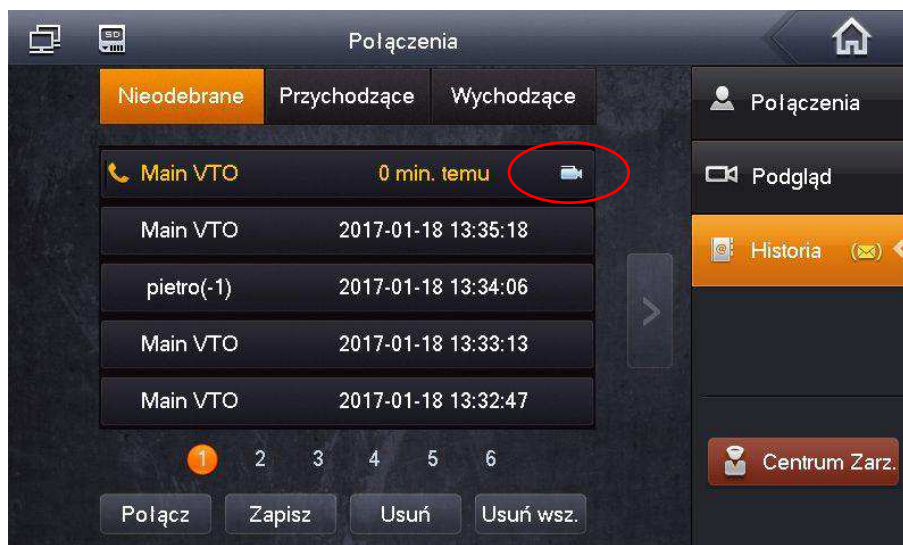 SD
Połączenia
Nieodebrane Przychodzące Wychodzące
Main VTO 0 min. temu
Main VTO 2017-01-18 13:35:18
pietro(-1) 2017-01-18 13:34:06
Main VTO 2017-01-18 13:33:13
Main VTO 2017-01-18 13:32:47
1 2 3 4 5 6
Połącz Zapisz Usuń Usuń wsz.
Połączenia
Podgląd
Historia
Centrum Zarz.